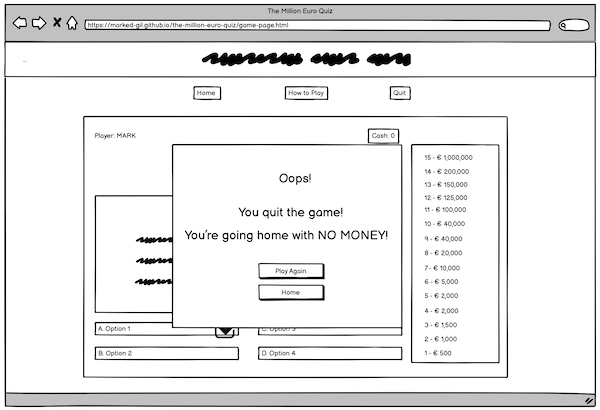 The Million Euro Quiz
https://marked-gil.github.io/the-million-euro-quiz/game-page.html
Home
How to Play
Quit
Player: MARK
Cash: 0
Oops!
You quit the game!
You're going home with NO MONEY!
Play Again
Home
A. Option 1
C. Option 3
B. Option 2
D. Option 4
15 - € 1,000,000
14 - € 200,000
13 - € 150,000
12 - € 125,000
11 - € 100,000
10 - € 40,000
9 - € 40,000
8 - € 20,000
7 - € 10,000
6 - € 5,000
5 - € 2,000
4 - € 2,000
3 - € 1,500
2 - € 1,000
1 - € 500